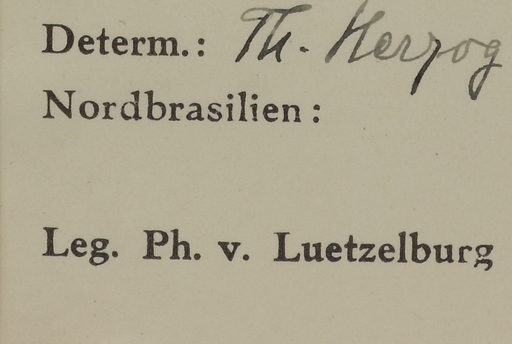 Determ.: Th. Herzog
Nordbrasilien:
Leg. Ph. v. Luetzelburg